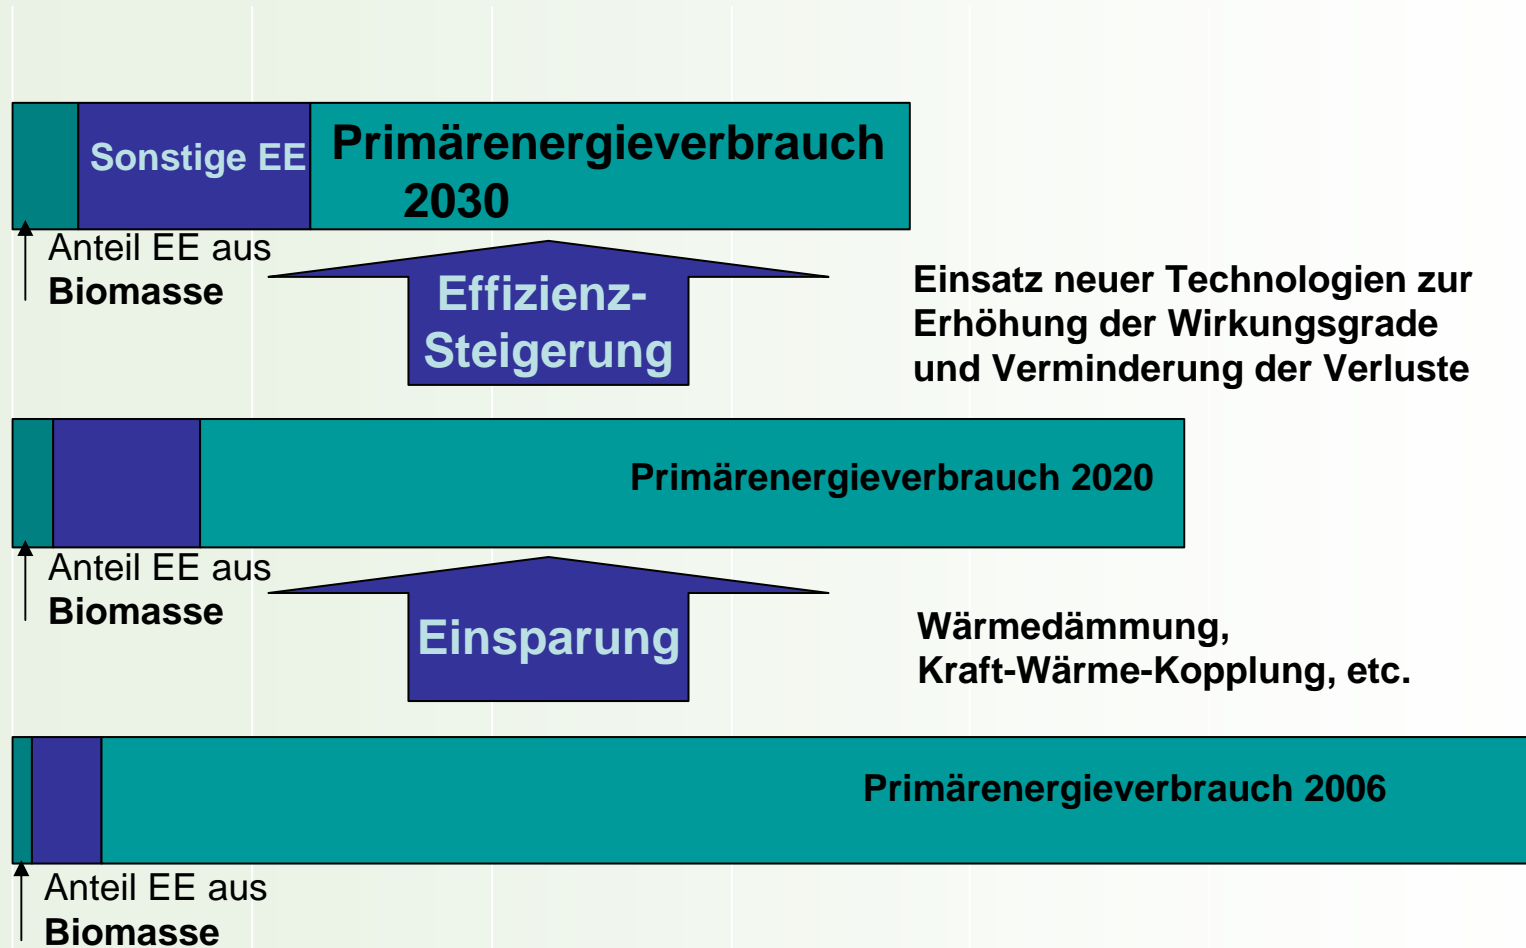 Sonstige EE
Primärenergieverbrauch
2030
Anteil EE aus
Biomasse
Effizienz-
Steigerung
Einsatz neuer Technologien zur
Erhöhung der Wirkungsgrade
und Verminderung der Verluste
Primärenergieverbrauch 2020
Anteil EE aus
Biomasse
Einsparung
Wärmedämmung,
Kraft-Wärme-Kopplung, etc.
Primärenergieverbrauch 2006
Anteil EE aus
Biomasse